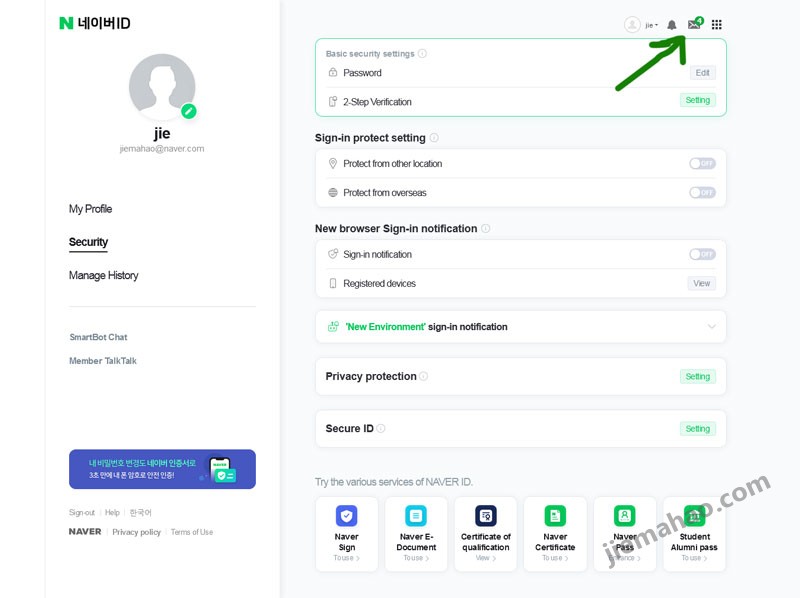 네이버ID
jie
4
jie
jiemahao@naver.com
My Profile
Security
Manage History
SmartBot Chat
Member TalkTalk
내 비밀번호 변경도 네이버 인증서로
3초 만에 내 폰 암호로 안전 인증!
NAVER
Sign-out | Help | 한국어
NAVER | Privacy policy | Terms of Use
Basic security settings
Password
Edit
2-Step Verification
Setting
Sign-in protect setting
Protect from other location
OFF
Protect from overseas
OFF
New browser Sign-in notification
Sign-in notification
OFF
Registered devices
View
'New Environment' sign-in notification
Privacy protection
Setting
Secure ID
Setting
Try the various services of NAVER ID.
Naver Sign
To use >
Naver E-Document
To use >
Certificate of qualification
View >
Naver Certificate
To use >
Naver Pass
Entrance >
Student Alumni pass
To use >
jiamahao.com